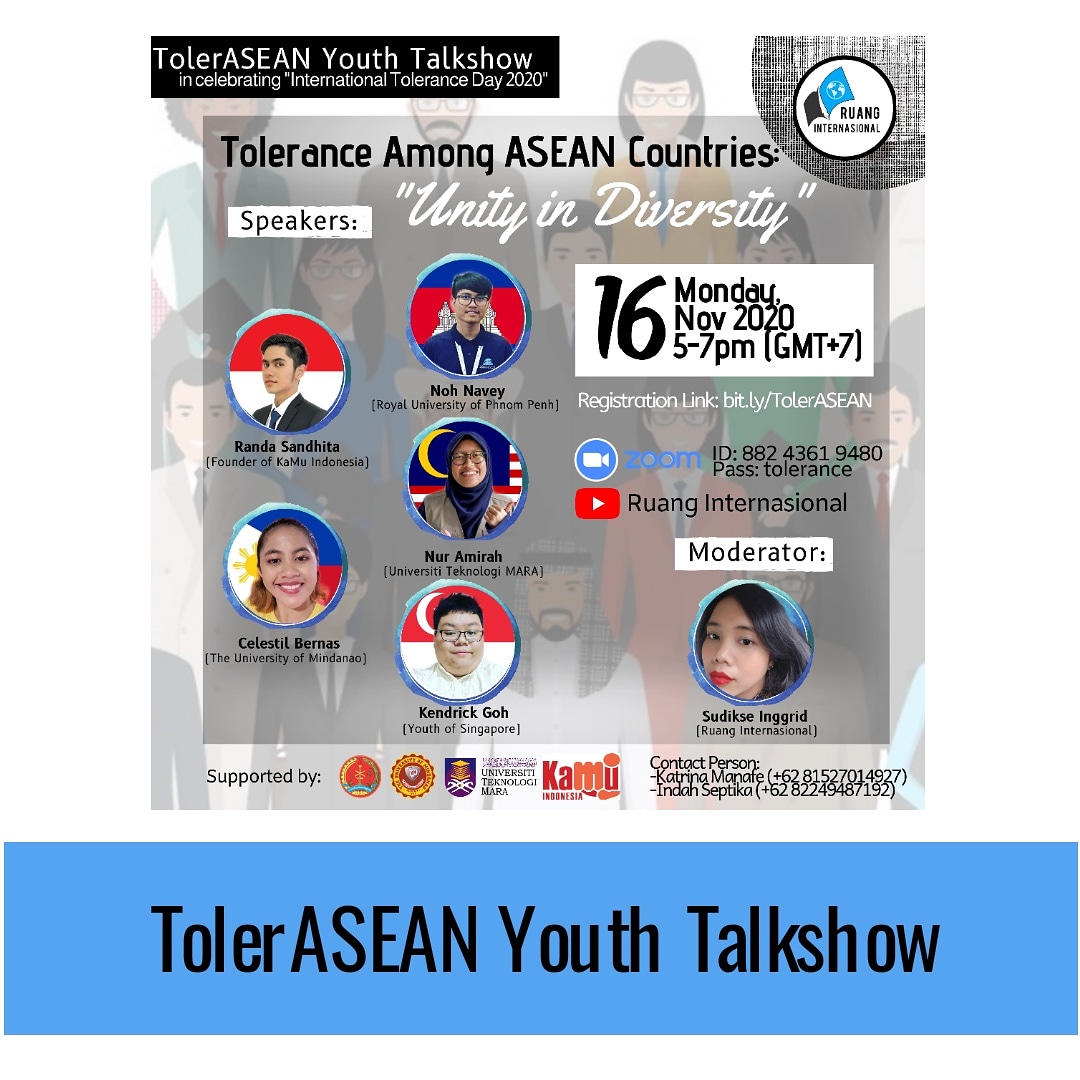 TolerASEAN Youth Talkshow
in celebrating "International Tolerance Day 2020"
RUANG
INTERNASIONAL
Tolerance Among ASEAN Countries:
"Unity in Diversity"
Speakers:
16
Monday,
Nov 2020
5-7pm (GMT+7)
Noh Navey
(Royal University of Phnom Penh)
Randa Sandhita
(Founder of KaMu Indonesia)
Registration Link: bit.ly/TolerASEAN
zoom
ID: 882 4361 9480
Pass: tolerance
Ruang Internasional
Nur Amirah
(Universiti Teknologi MARA)
Celestil Bernas
(The University of Mindanao)
Kendrick Goh
(Youth of Singapore)
Moderator:
Sudikse Inggrid
(Ruang Internasional)
Supported by:
UNIVERSITI
TEKNOLOGI
MARA
KaMu
INDONESIA
Contact Person:
-Katrina Manafe (+62 81527014927)
-Indah Septika (+62 82249487192)
TolerASEAN Youth Talkshow